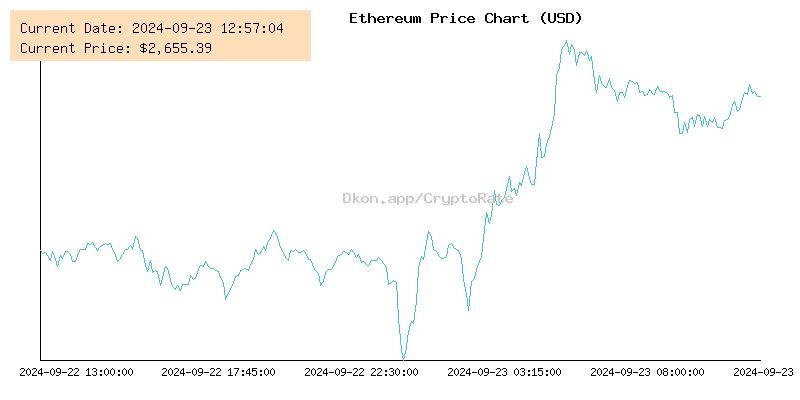 Ethereum Price Chart (USD)
Current Date: 2024-09-23 12:57:04
Current Price: $2,655.39
Dkon.app/CryptoRate
2024-09-22 13:00:00
2024-09-22 17:45:00
2024-09-22 22:30:00
2024-09-23 03:15:00
2024-09-23 08:00:00
2024-09-23